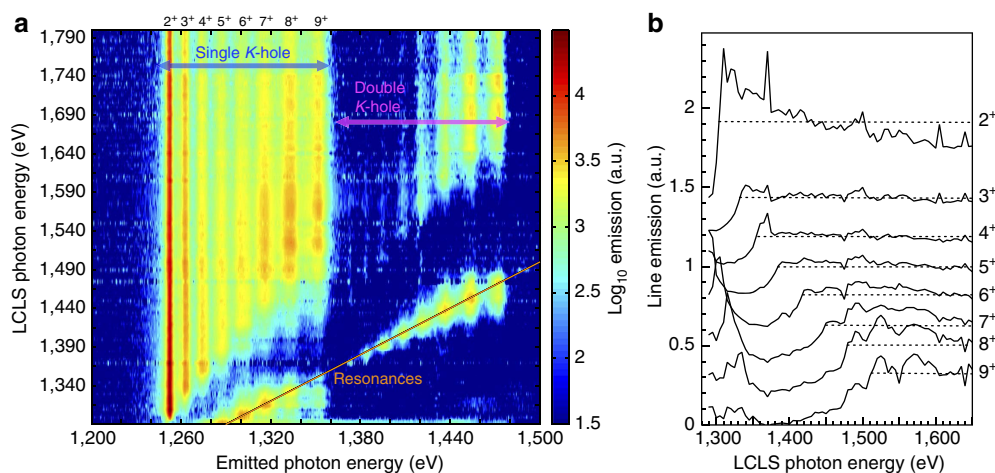 a
2+ 3+ 4+ 5+ 6+ 7+ 8+ 9+
1,790
1,740
1,690
1,640
1,590
1,540
1,490
1,440
1,390
1,340
LCLS photon energy (eV)
Single K-hole
Double
K-hole
Resonances
1,200 1,260 1,320 1,380 1,440 1,500
Emitted photon energy (eV)
4
3.5
3
2.5
2
1.5
Log10 emission (a.u.)
b
2
1.5
1
0.5
0
Line emission (a.u.)
2+
3+
4+
5+
6+
7+
8+
9+
1,300 1,400 1,500 1,600
LCLS photon energy (eV)